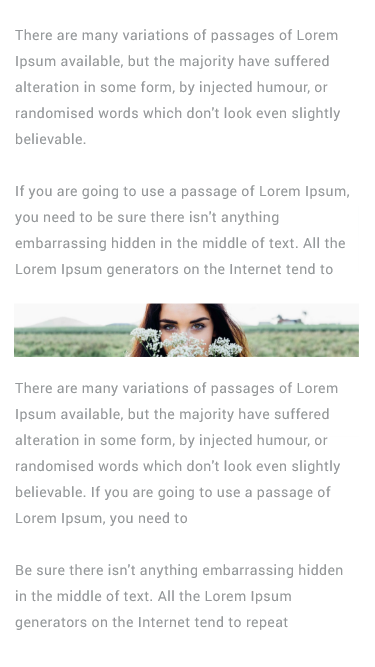 There are many variations of passages of Lorem
Ipsum available, but the majority have suffered
alteration in some form, by injected humour, or
randomised words which don't look even slightly
believable.
If you are going to use a passage of Lorem Ipsum,
you need to be sure there isn't anything
embarrassing hidden in the middle of text. All the
Lorem Ipsum generators on the Internet tend to
There are many variations of passages of Lorem
Ipsum available, but the majority have suffered
alteration in some form, by injected humour, or
randomised words which don't look even slightly
believable. If you are going to use a passage of
Lorem Ipsum, you need to
Be sure there isn't anything embarrassing hidden
in the middle of text. All the Lorem Ipsum
generators on the Internet tend to repeat